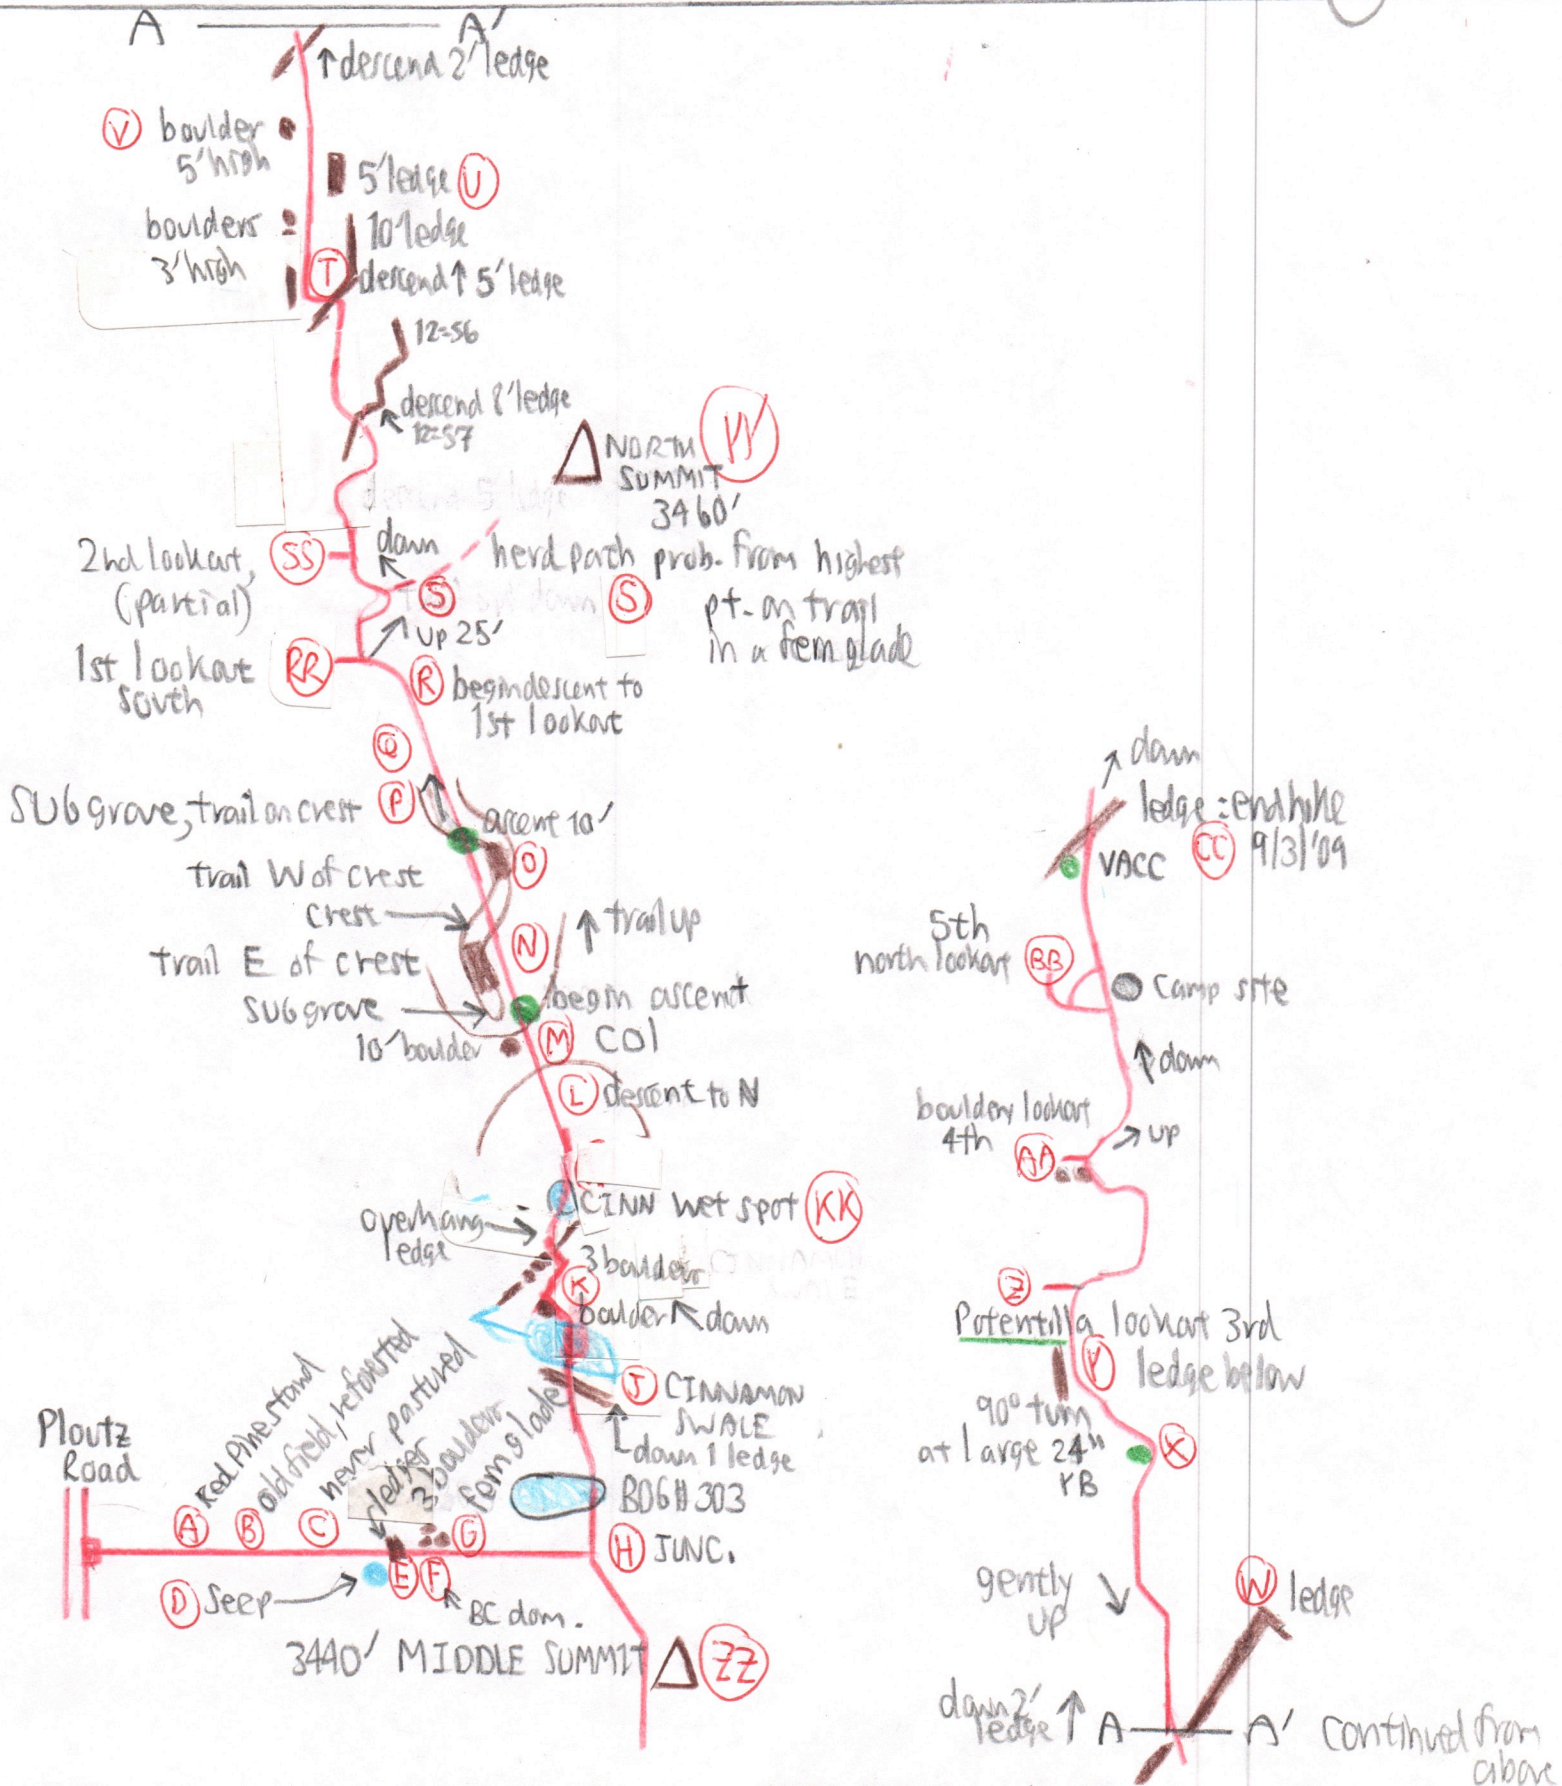 A A'
↑descend 2' ledge
V boulder
5' high
5' ledge U
boulders
3' high
10' ledge
T
descend↑ 5' ledge
12=56
descend 8' ledge
12=57
NORTH
SUMMIT
3460'
2nd lookout,
(partial)
SS
down
S
herd path prob. from highest
S pt. on trail
in a fern glade
up 25'
1st lookout
south
RR
R begin descent to
1st lookout
Q
SUB grove, trail on crest P
ascent 10'
O
trail W of crest
crest
N
↑ trail up
trail E of crest
SUB grove
begin ascent
10' boulder
M COL
L descent to N
CINN wet spot KK
overhang
ledge
3 boulders
K
boulder ↖ down
J CINNAMON
SWALE
down 1 ledge
BDG#303
H JUNC.
Ploutz
Road
Red Pine stand
old field, reforested
never pastured
ledge
3 boulders
fern glade
A B C G
D Seep
E F
BC dom.
3440' MIDDLE SUMMIT ZZ
down
ledge: end hike
CC 9/3/'09
VACC
5th
north lookout BB
Camp site
↑down
bouldery lookout
4th
AA
up
Z
Potentilla lookout 3rd
Y ledge below
90° turn
at large 24"
YB
X
gently
up
W ledge
down 2'
ledge ↑ A A' continued from
above